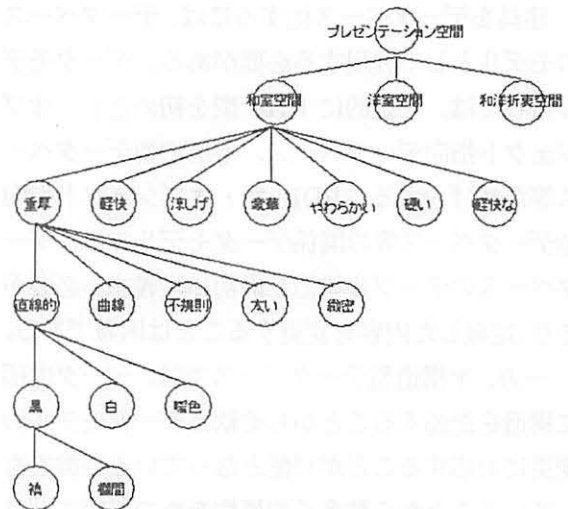 プレゼンテーション空間
和室空間 洋室空間 和洋折衷空間
重厚 軽快 涼しげ 豪華 やわらかい 硬い 軽快な
直線的 曲線 不規則 太い 緻密
黒 白 暖色
襖 欄間